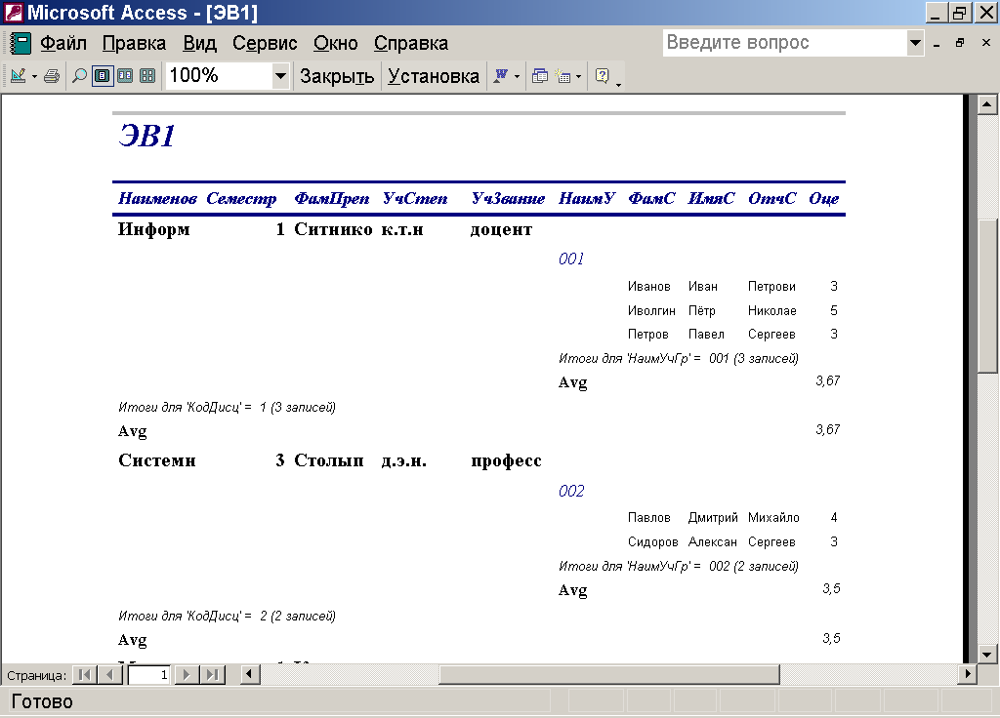 Microsoft Access - [ЭВ1]
Файл Правка Вид Сервис Окно Справка Введите вопрос
100% Закрыть Установка
ЭВ1
Наименов Семестр ФамПреп УчСтеп УчЗвание НаимУ ФамС ИмяС ОтчС Оце
Информ 1 Ситнико к.т.н доцент
001
Иванов Иван Петрови 3
Иволгин Пётр Николае 5
Петров Павел Сергеев 3
Итоги для 'НаимУчГр' = 001 (3 записей)
Avg 3,67
Итоги для 'КодДисц' = 1 (3 записей)
Avg 3,67
Системн 3 Столып д.э.н. професс
002
Павлов Дмитрий Михайло 4
Сидоров Алексан Сергеев 3
Итоги для 'НаимУчГр' = 002 (2 записей)
Avg 3,5
Итоги для 'КодДисц' = 2 (2 записей)
Avg 3,5
Страница: 1
Готово